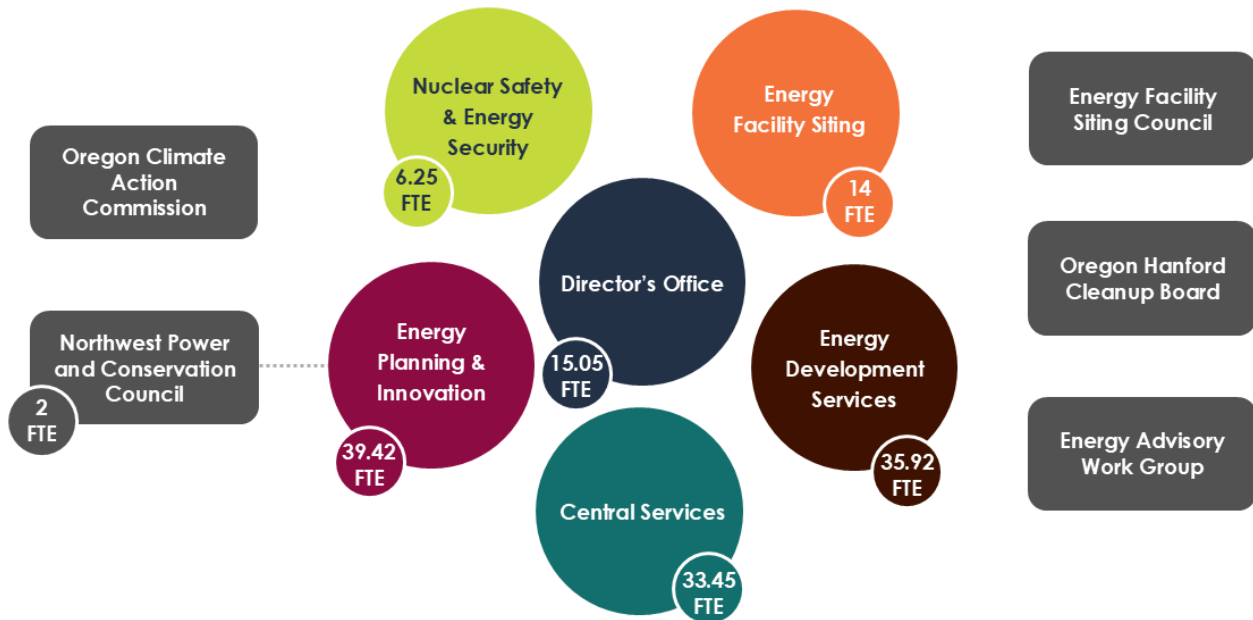 Nuclear Safety
& Energy
Security
6.25
FTE
Energy
Facility Siting
14
FTE
Energy Facility
Siting Council
Oregon Climate
Action
Commission
Director’s Office
15.05
FTE
Oregon Hanford
Cleanup Board
Northwest Power
and Conservation
Council
2
FTE
Energy
Planning &
Innovation
39.42
FTE
Energy
Development
Services
35.92
FTE
Energy Advisory
Work Group
Central Services
33.45
FTE